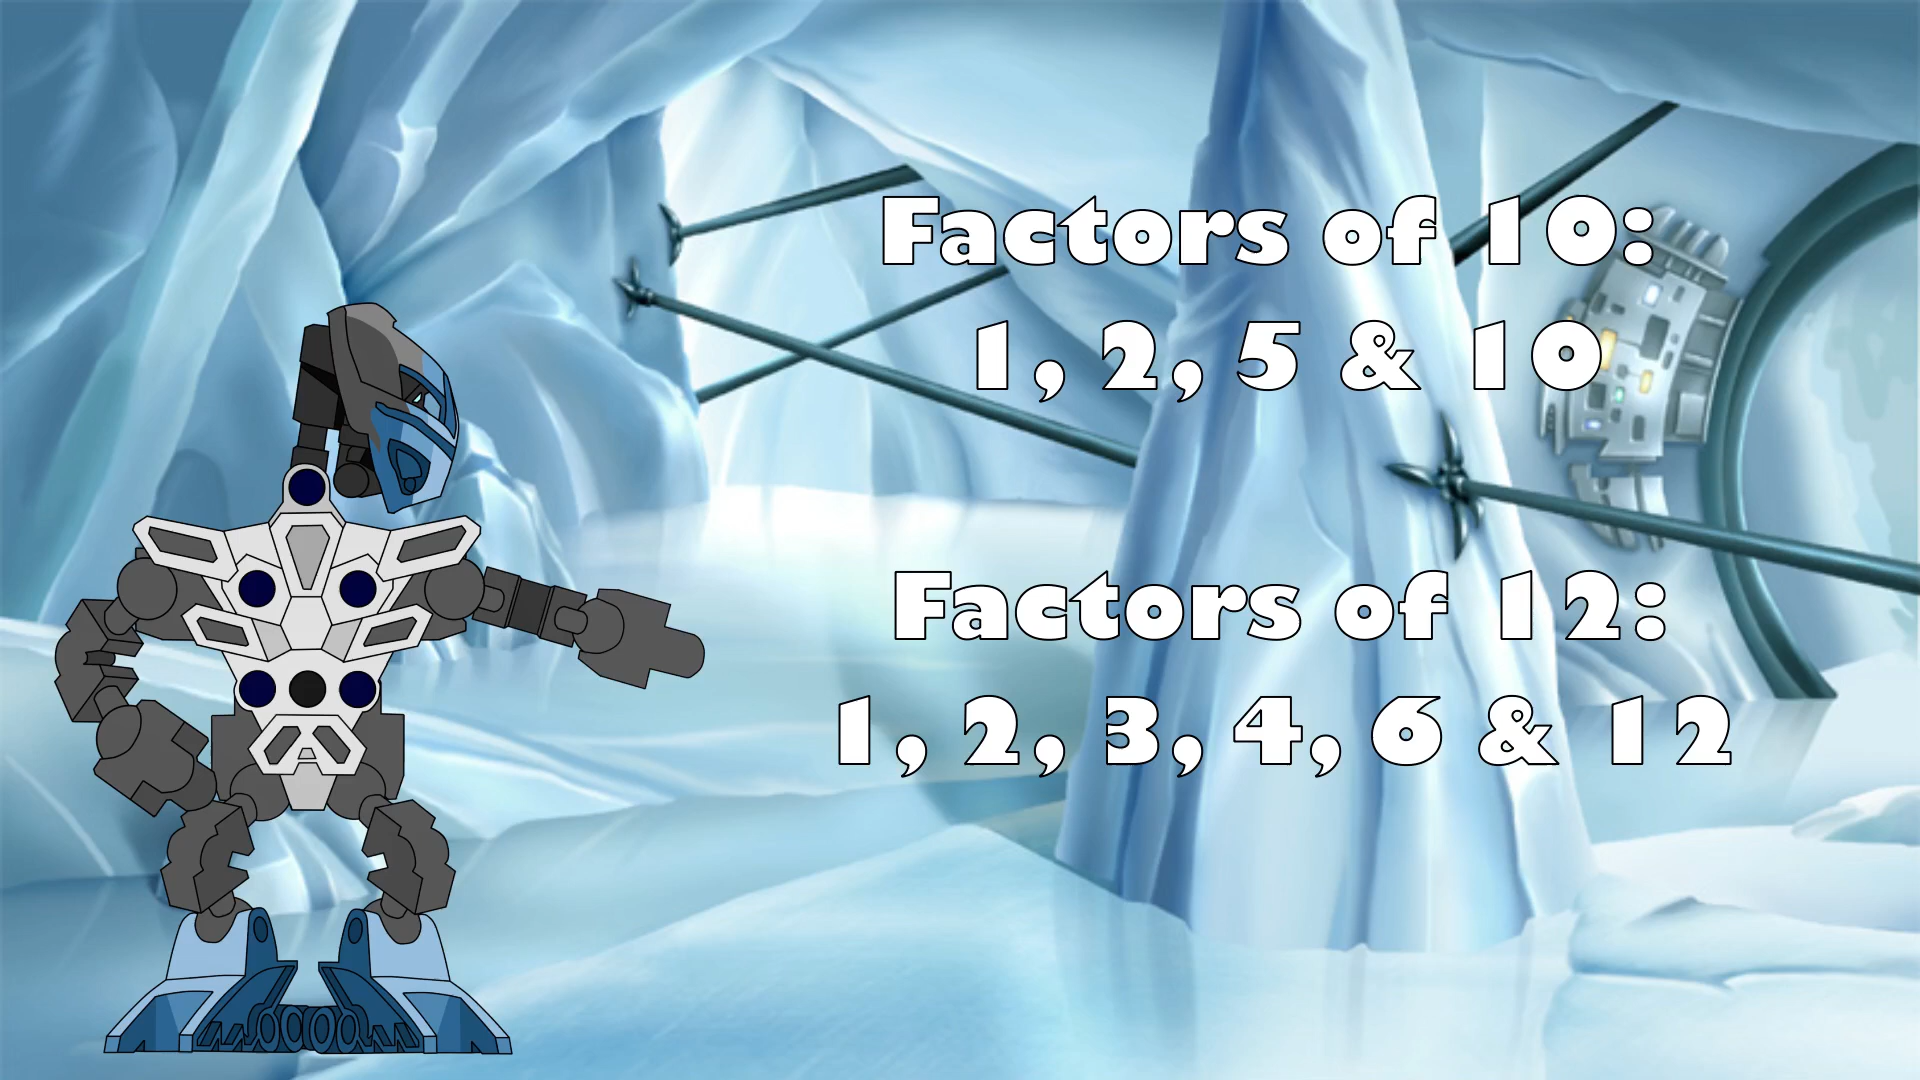 Factors of 10:
1, 2, 5 & 10
Factors of 12:
1, 2, 3, 4, 6 & 12